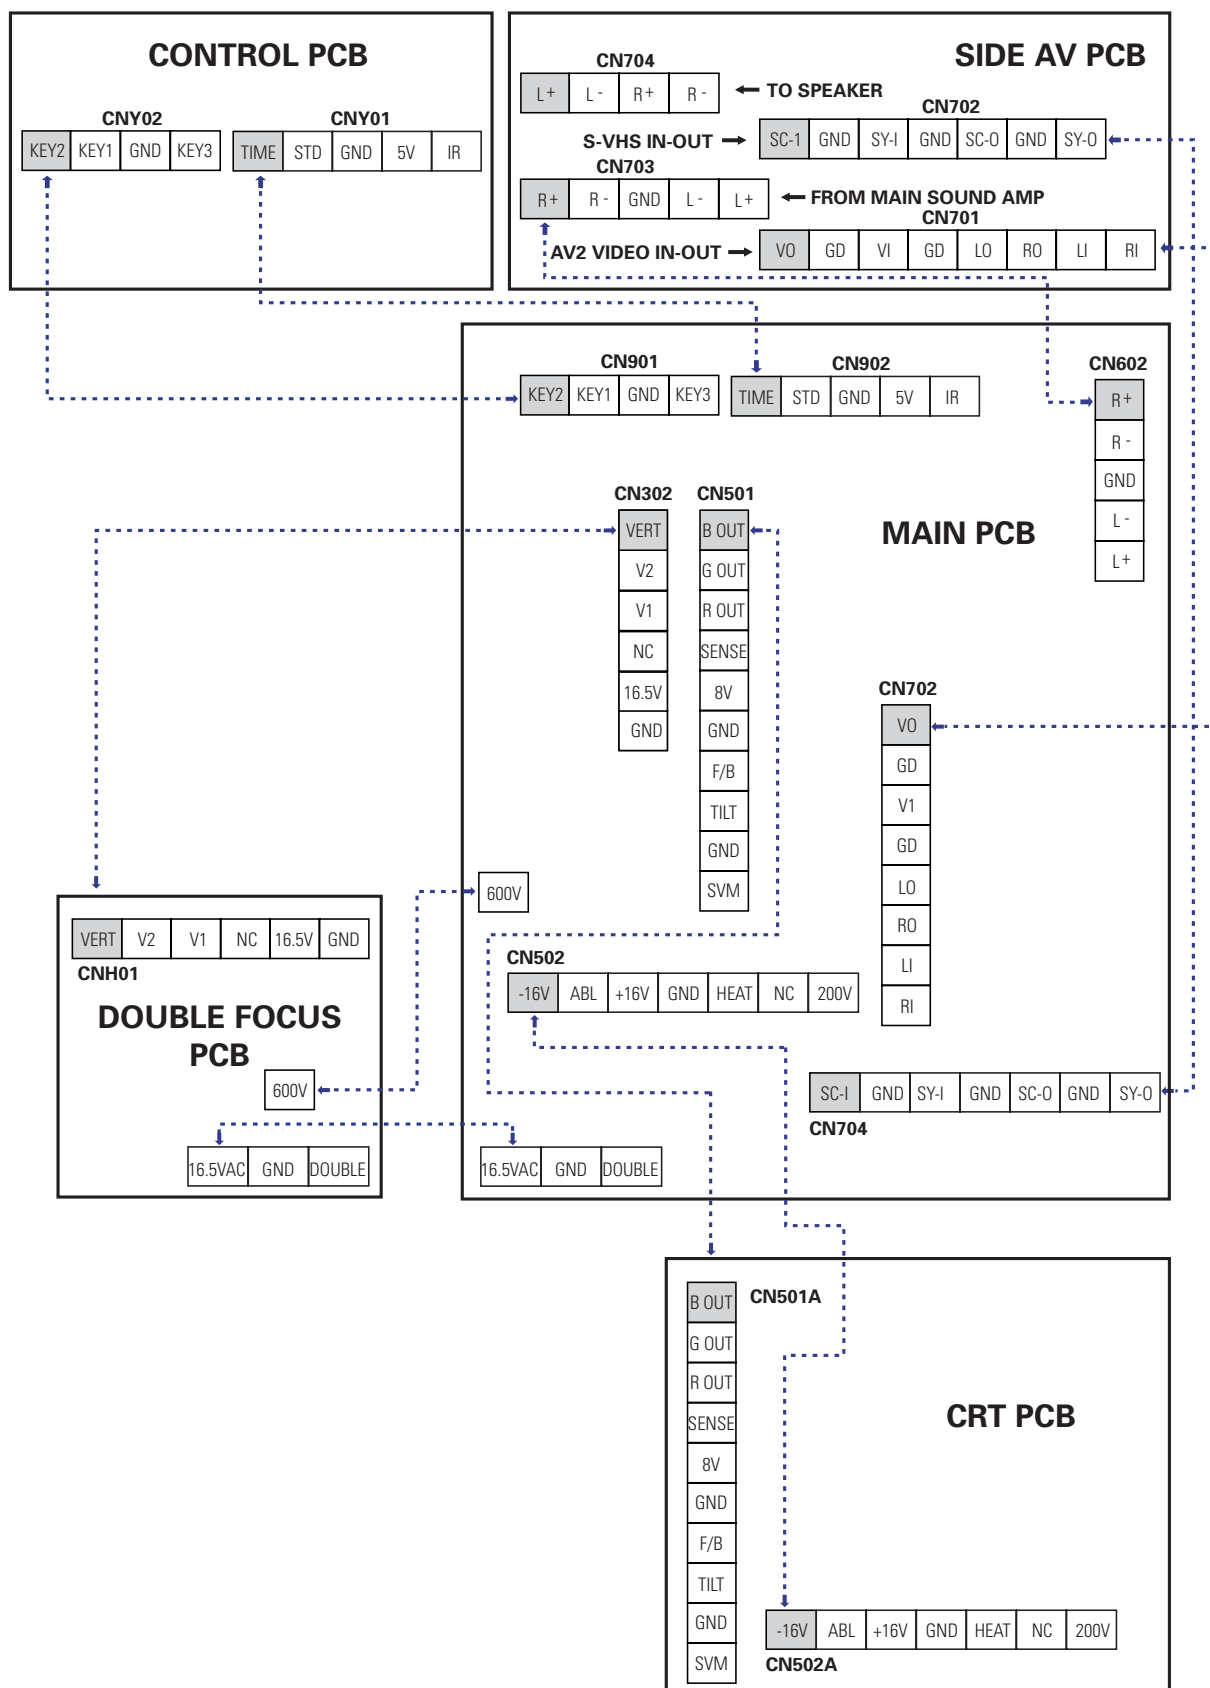 CONTROL PCB
CNY02
CNY01
KEY2 KEY1 GND KEY3
TIME STD GND 5V IR
SIDE AV PCB
CN704
L+ L - R+ R -
TO SPEAKER
CN702
S-VHS IN-OUT
SC-1 GND SY-I GND SC-O GND SY-O
CN703
R+ R - GND L - L+
FROM MAIN SOUND AMP
CN701
AV2 VIDEO IN-OUT
VO GD VI GD LO RO LI RI
MAIN PCB
CN901
KEY2 KEY1 GND KEY3
CN902
TIME STD GND 5V IR
CN602
R+
R -
GND
L -
L+
CN302
VERT
V2
V1
NC
16.5V
GND
CN501
B OUT
G OUT
R OUT
SENSE
8V
GND
F/B
TILT
GND
SVM
CN702
VO
GD
V1
GD
LO
RO
LI
RI
600V
CN502
-16V ABL +16V GND HEAT NC 200V
SC-I GND SY-I GND SC-O GND SY-O
CN704
16.5VAC GND DOUBLE
VERT V2 V1 NC 16.5V GND
CNH01
DOUBLE FOCUS
PCB
600V
16.5VAC GND DOUBLE
CRT PCB
CN501A
B OUT
G OUT
R OUT
SENSE
8V
GND
F/B
TILT
GND
SVM
-16V ABL +16V GND HEAT NC 200V
CN502A